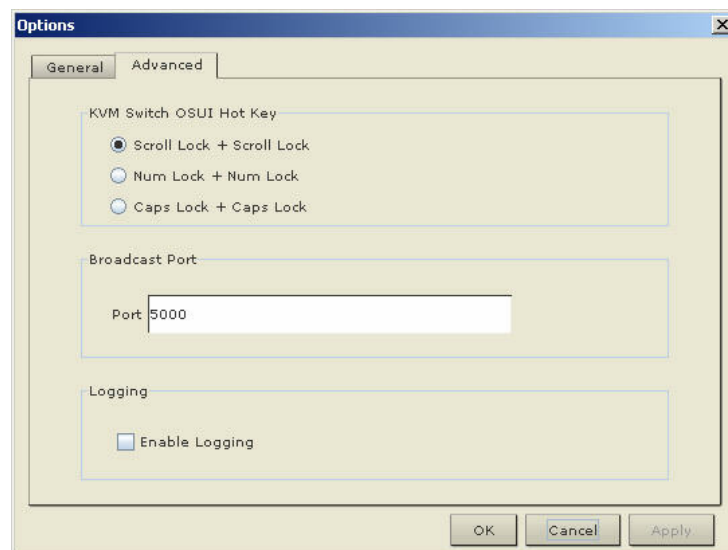 Options
General
Advanced
KVM Switch OSUI Hot Key
Scroll Lock + Scroll Lock
Num Lock + Num Lock
Caps Lock + Caps Lock
Broadcast Port
Port 5000
Logging
Enable Logging
OK
Cancel
Apply